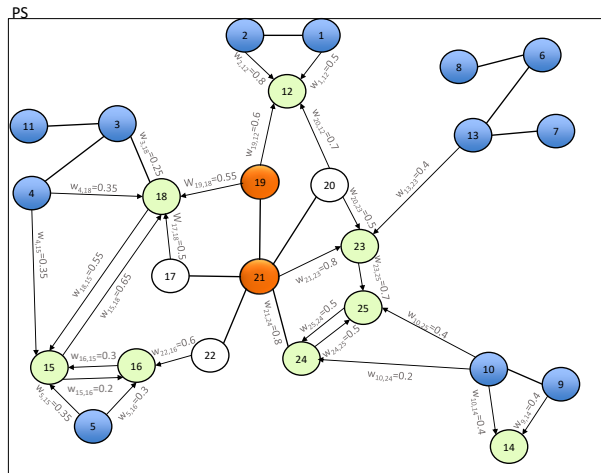 PS
2
1
6
8
w2,12=0.8
w1,12=0.5
12
11
3
13
7
w19,12=0.6
w20,12=0.7
w3,18=0.25
w13,23=0.4
4
w4,18=0.35
18
W19,18=0.55
19
20
w20,23=0.5
w4,15=0.35
W17,18=0.5
23
w18,15=0.55
w15,18=0.65
17
21
w21,23=0.8
w23,25=0.7
w21,24=0.8
w25,24=0.5
25
w10,25=0.4
w22,16=0.6
22
24
w24,25=0.5
15
w16,15=0.3
16
w10,24=0.2
10
9
w15,16=0.2
w5,15=0.35
w5,16=0.3
5
w10,14=0.4
w9,14=0.4
14